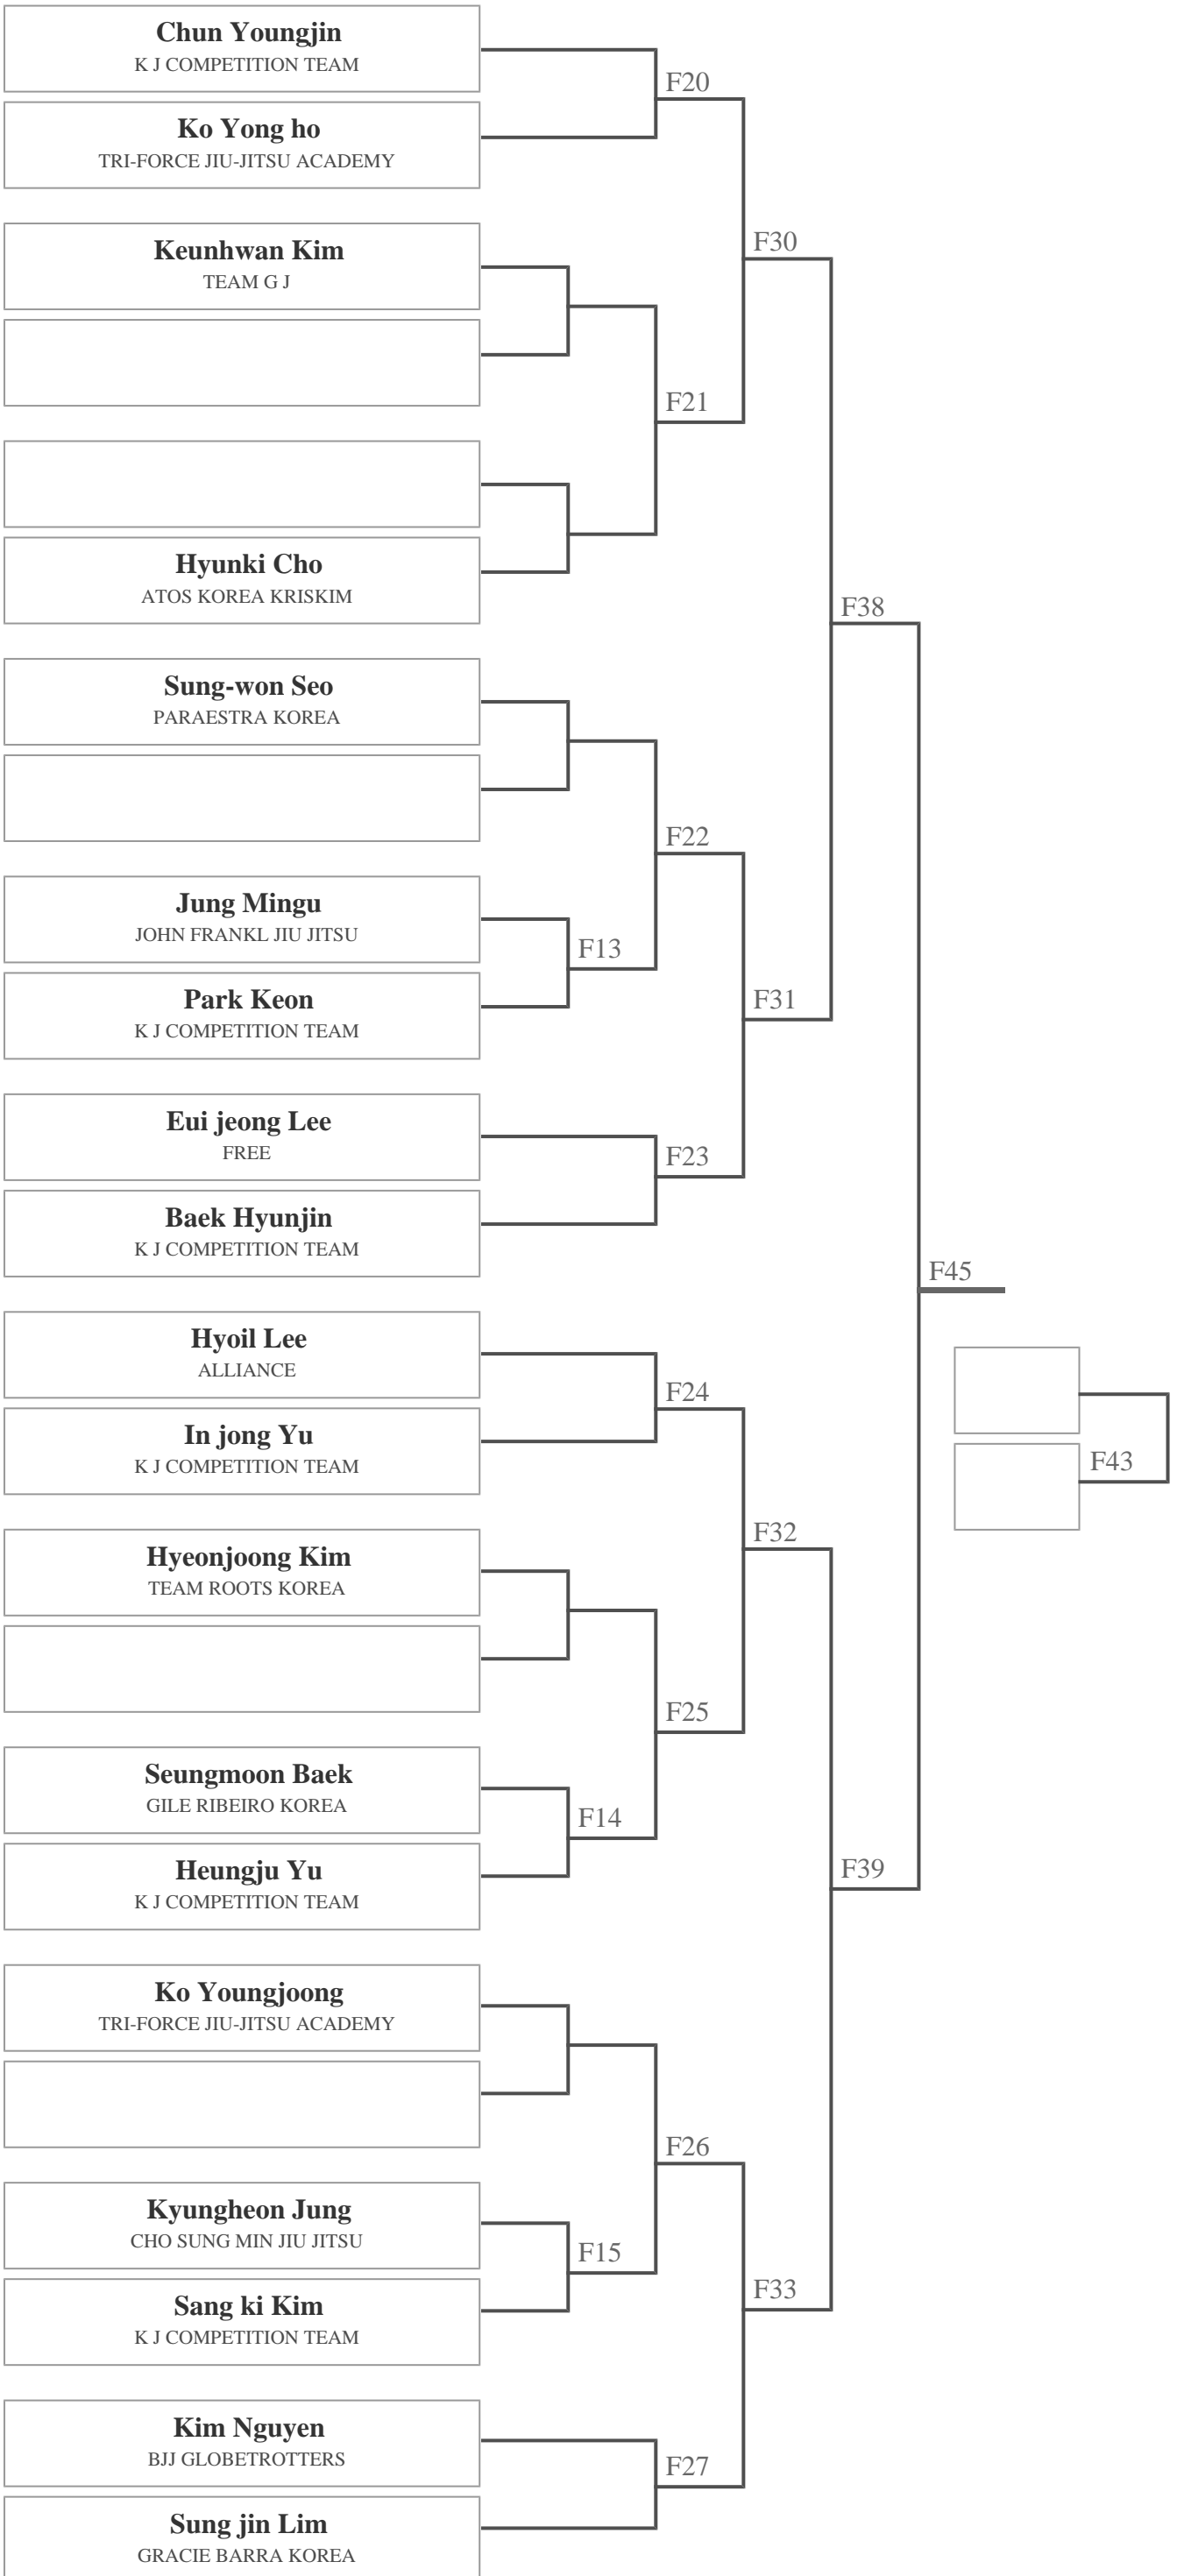 Chun Youngjin
K J COMPETITION TEAM
F20
Ko Yong ho
TRI-FORCE JIU-JITSU ACADEMY
Keunhwan Kim
TEAM G J
F30
F21
Hyunki Cho
ATOS KOREA KRISKIM
F38
Sung-won Seo
PARAESTRA KOREA
F22
Jung Mingu
JOHN FRANKL JIU JITSU
F13
Park Keon
K J COMPETITION TEAM
F31
Eui jeong Lee
FREE
F23
Baek Hyunjin
K J COMPETITION TEAM
F45
Hyoil Lee
ALLIANCE
F24
In jong Yu
K J COMPETITION TEAM
F43
F32
Hyeonjoong Kim
TEAM ROOTS KOREA
F25
Seungmoon Baek
GILE RIBEIRO KOREA
F14
Heungju Yu
K J COMPETITION TEAM
F39
Ko Youngjoong
TRI-FORCE JIU-JITSU ACADEMY
F26
Kyungheon Jung
CHO SUNG MIN JIU JITSU
F15
Sang ki Kim
K J COMPETITION TEAM
F33
Kim Nguyen
BJJ GLOBETROTTERS
F27
Sung jin Lim
GRACIE BARRA KOREA